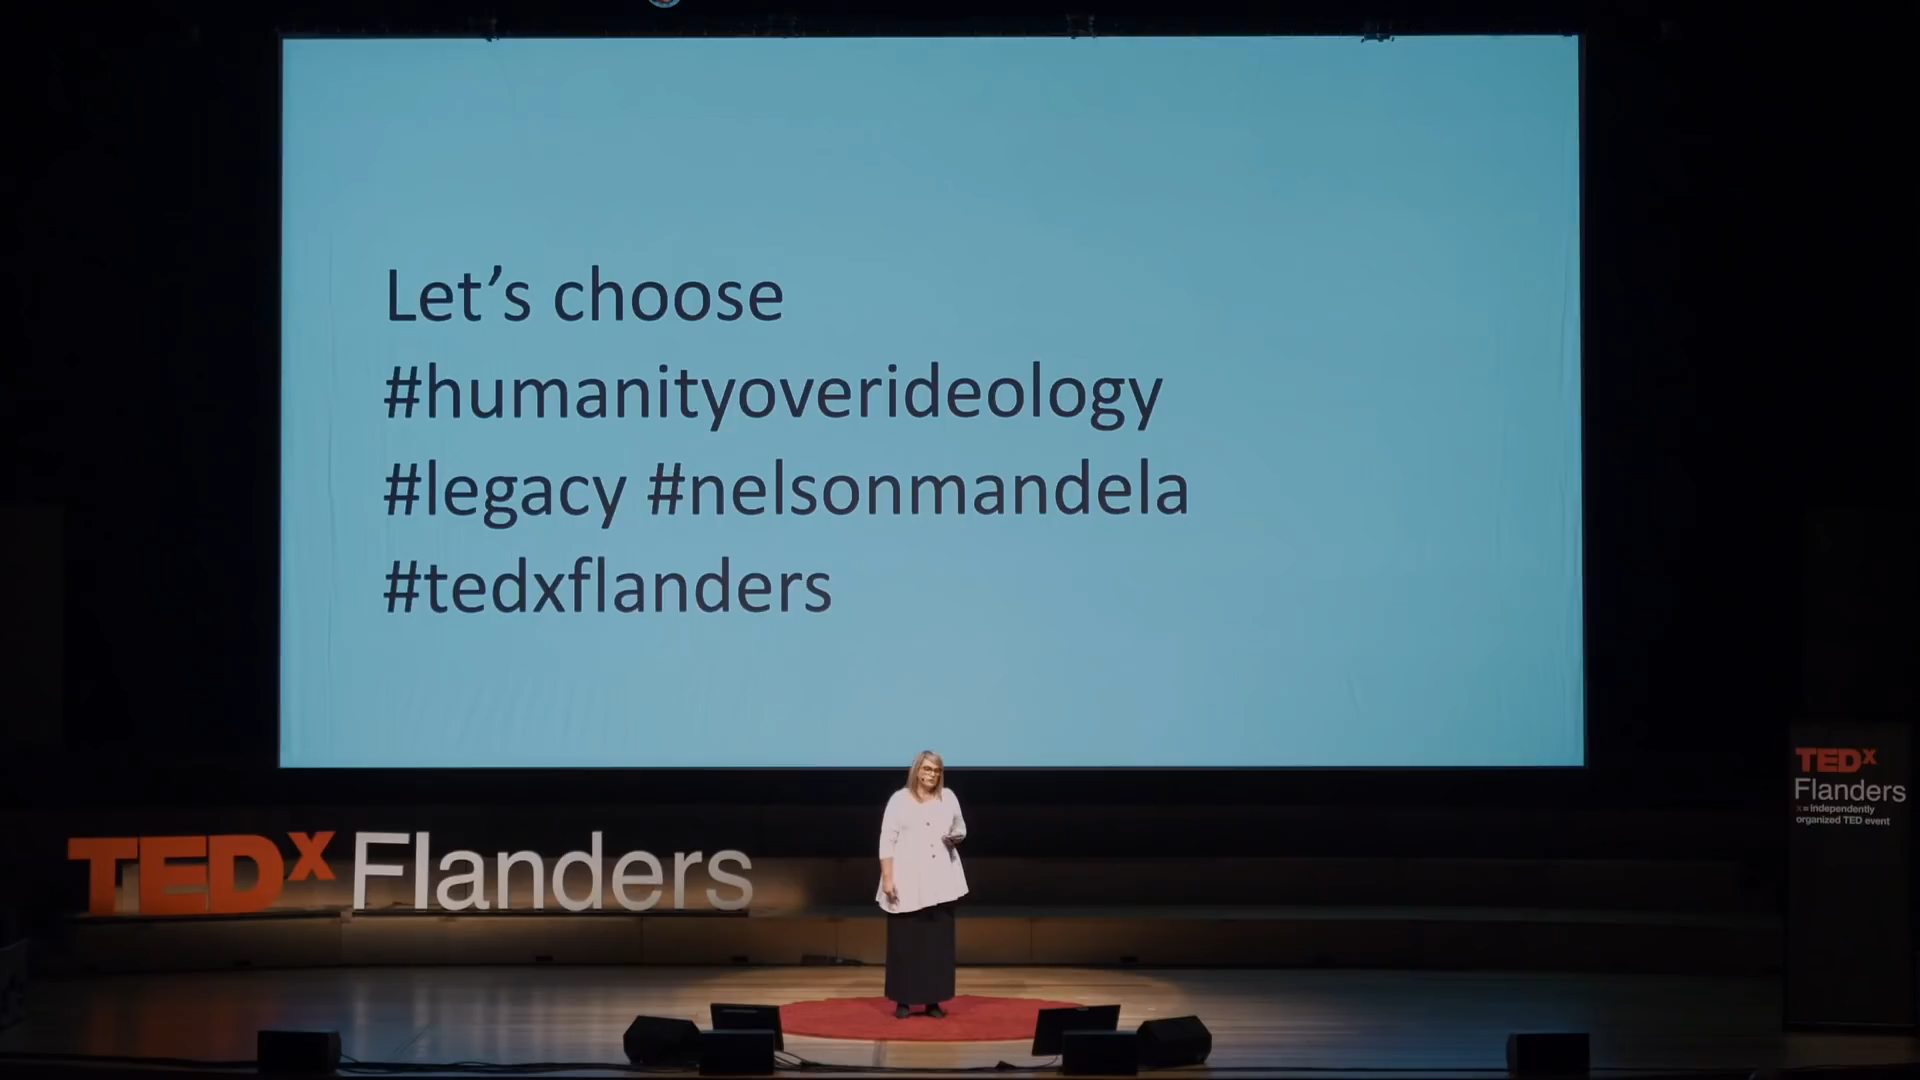 Let’s choose
#humanityoverideology
#legacy #nelsonmandela
#tedxflanders
TEDx Flanders
TEDx
Flanders
x = independently
organized TED event